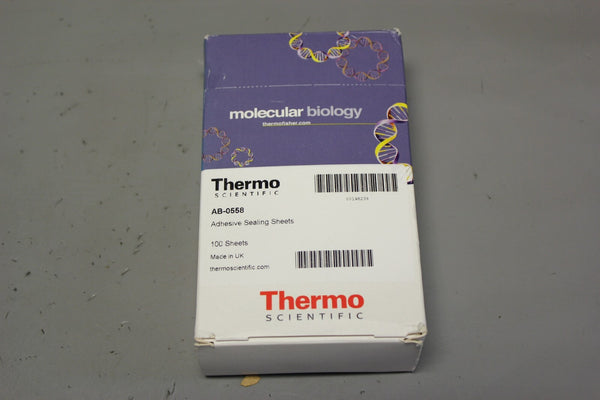 molecular biology
thermofisher.com
Thermo
SCIENTIFIC
AB-0558
Adhesive Sealing Sheets
100 Sheets
Made in UK
thermoscientific.com
Thermo
SCIENTIFIC